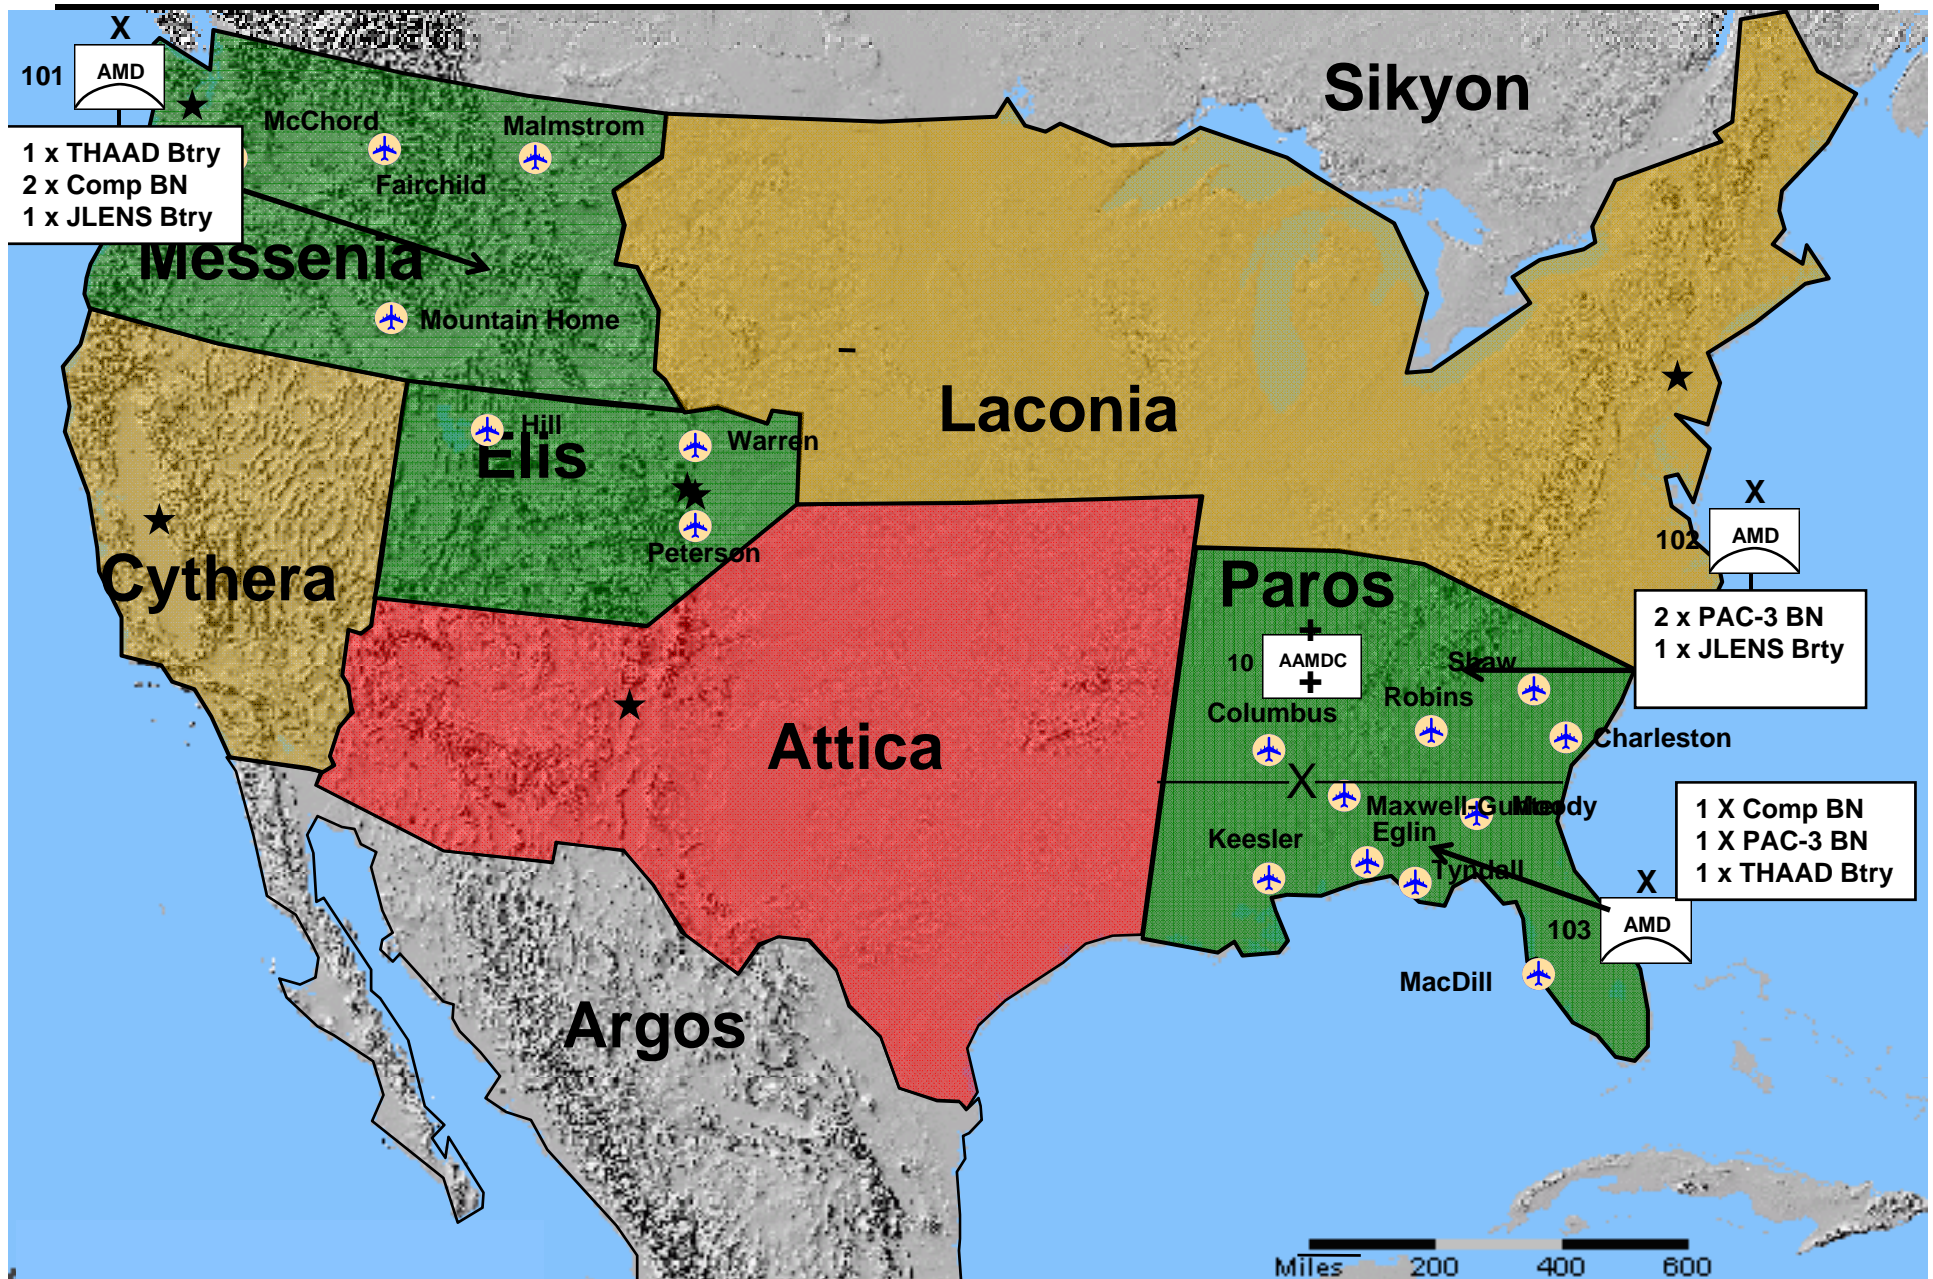 X
101
AMD
1 x THAAD Btry
2 x Comp BN
1 x JLENS Btry
McChord
Malmstrom
Fairchild
Messenia
Mountain Home
Sikyon
Laconia
Hill
Elis
Warren
Peterson
Cythera
Attica
Argos
X
102
AMD
2 x PAC-3 BN
1 x JLENS Brty
Paros
10
AAMDC
Shaw
Robins
Columbus
Charleston
X
Maxwell-Gunter
Moody
Eglin
Keesler
Tyndall
1 X Comp BN
1 X PAC-3 BN
1 x THAAD Btry
X
103
AMD
MacDill
Miles 200 400 600